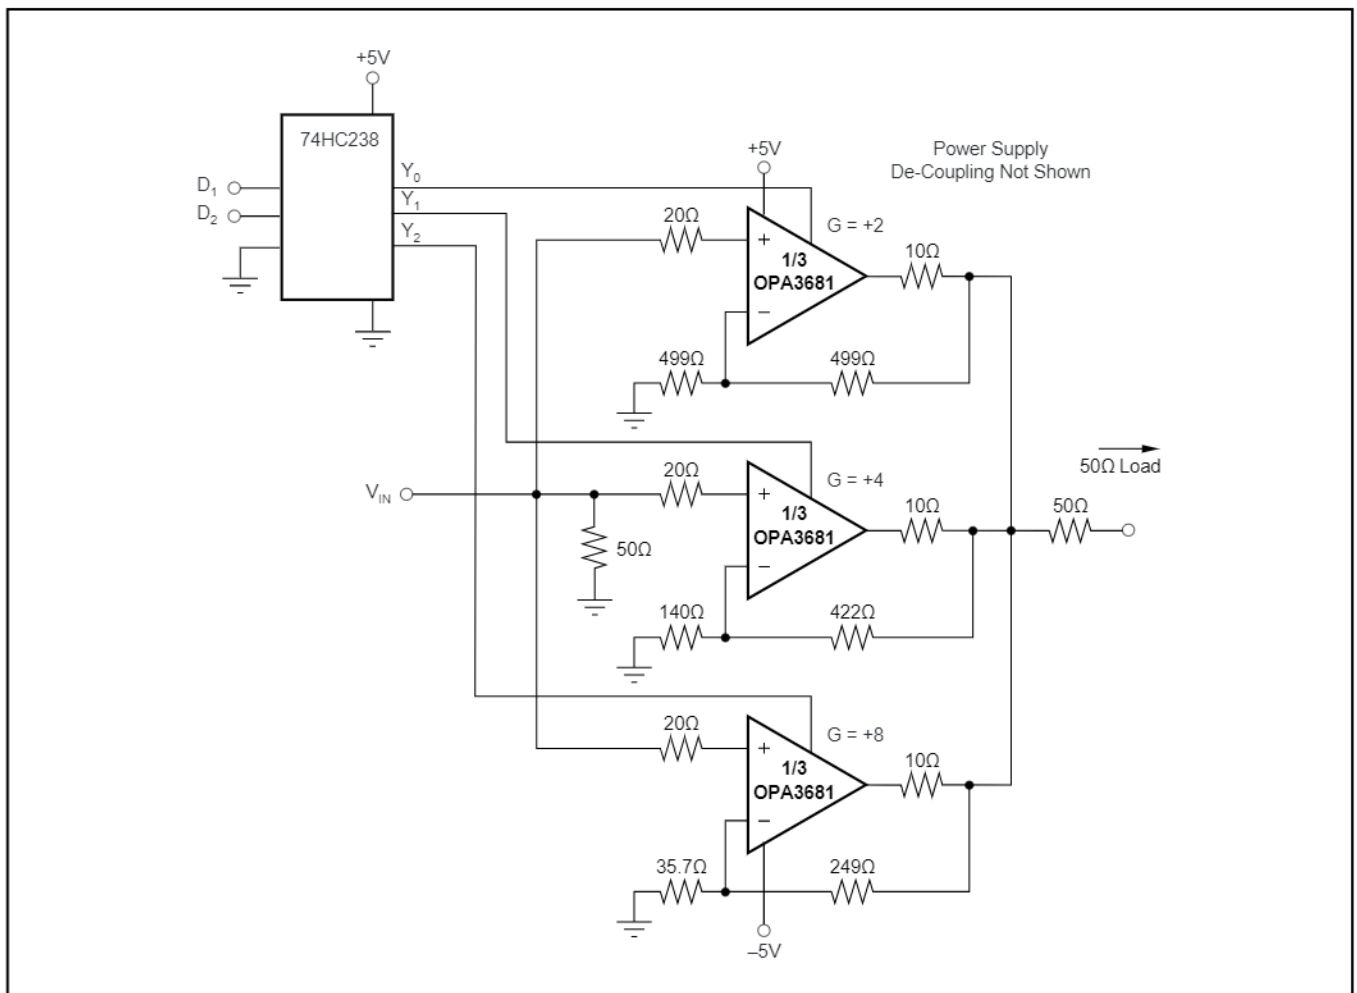 +5V
74HC238
D1
D2
Y0
Y1
Y2
+5V
Power Supply
De-Coupling Not Shown
20Ω
+
G = +2
1/3
OPA3681
–
10Ω
499Ω
499Ω
VIN
50Ω
20Ω
+
G = +4
1/3
OPA3681
–
10Ω
50Ω Load
50Ω
140Ω
422Ω
20Ω
+
G = +8
1/3
OPA3681
–
10Ω
35.7Ω
249Ω
–5V